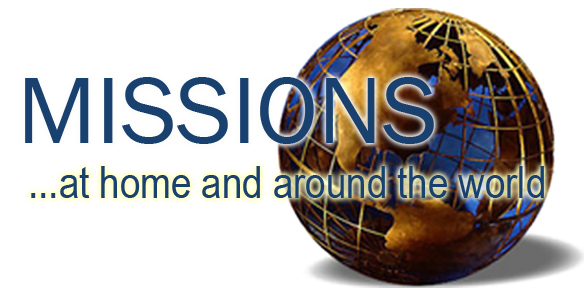 MISSIONS
...at home and around the world